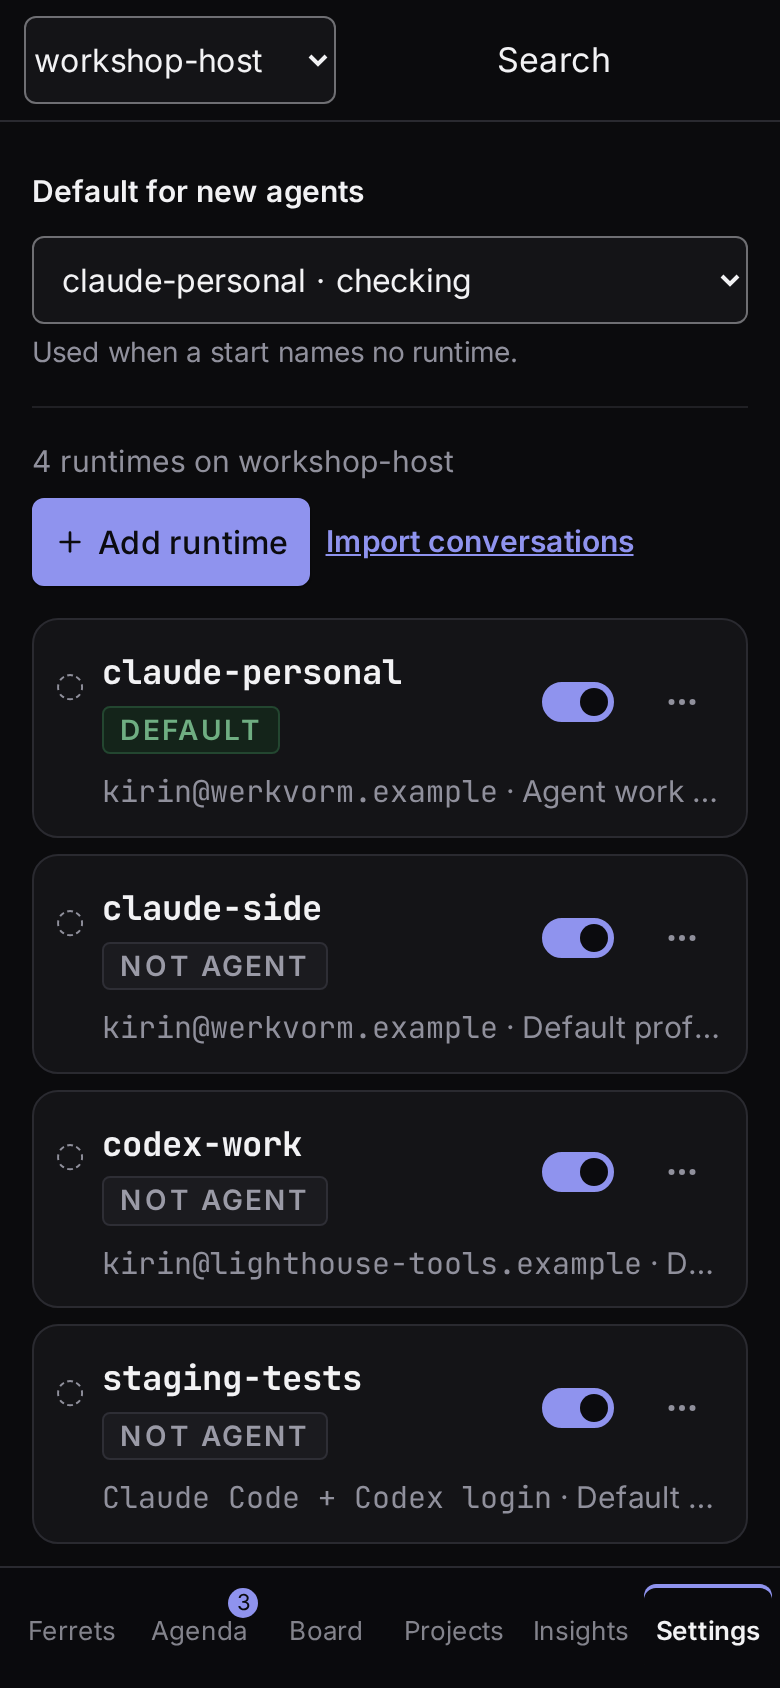 workshop-host
Search
Default for new agents
claude-personal · checking
Used when a start names no runtime.
4 runtimes on workshop-host
+ Add runtime
Import conversations
claude-personal
DEFAULT
kirin@werkvorm.example · Agent work ...
claude-side
NOT AGENT
kirin@werkvorm.example · Default prof...
codex-work
NOT AGENT
kirin@lighthouse-tools.example · D...
staging-tests
NOT AGENT
Claude Code + Codex login · Default ...
3
Ferrets Agenda Board Projects Insights Settings